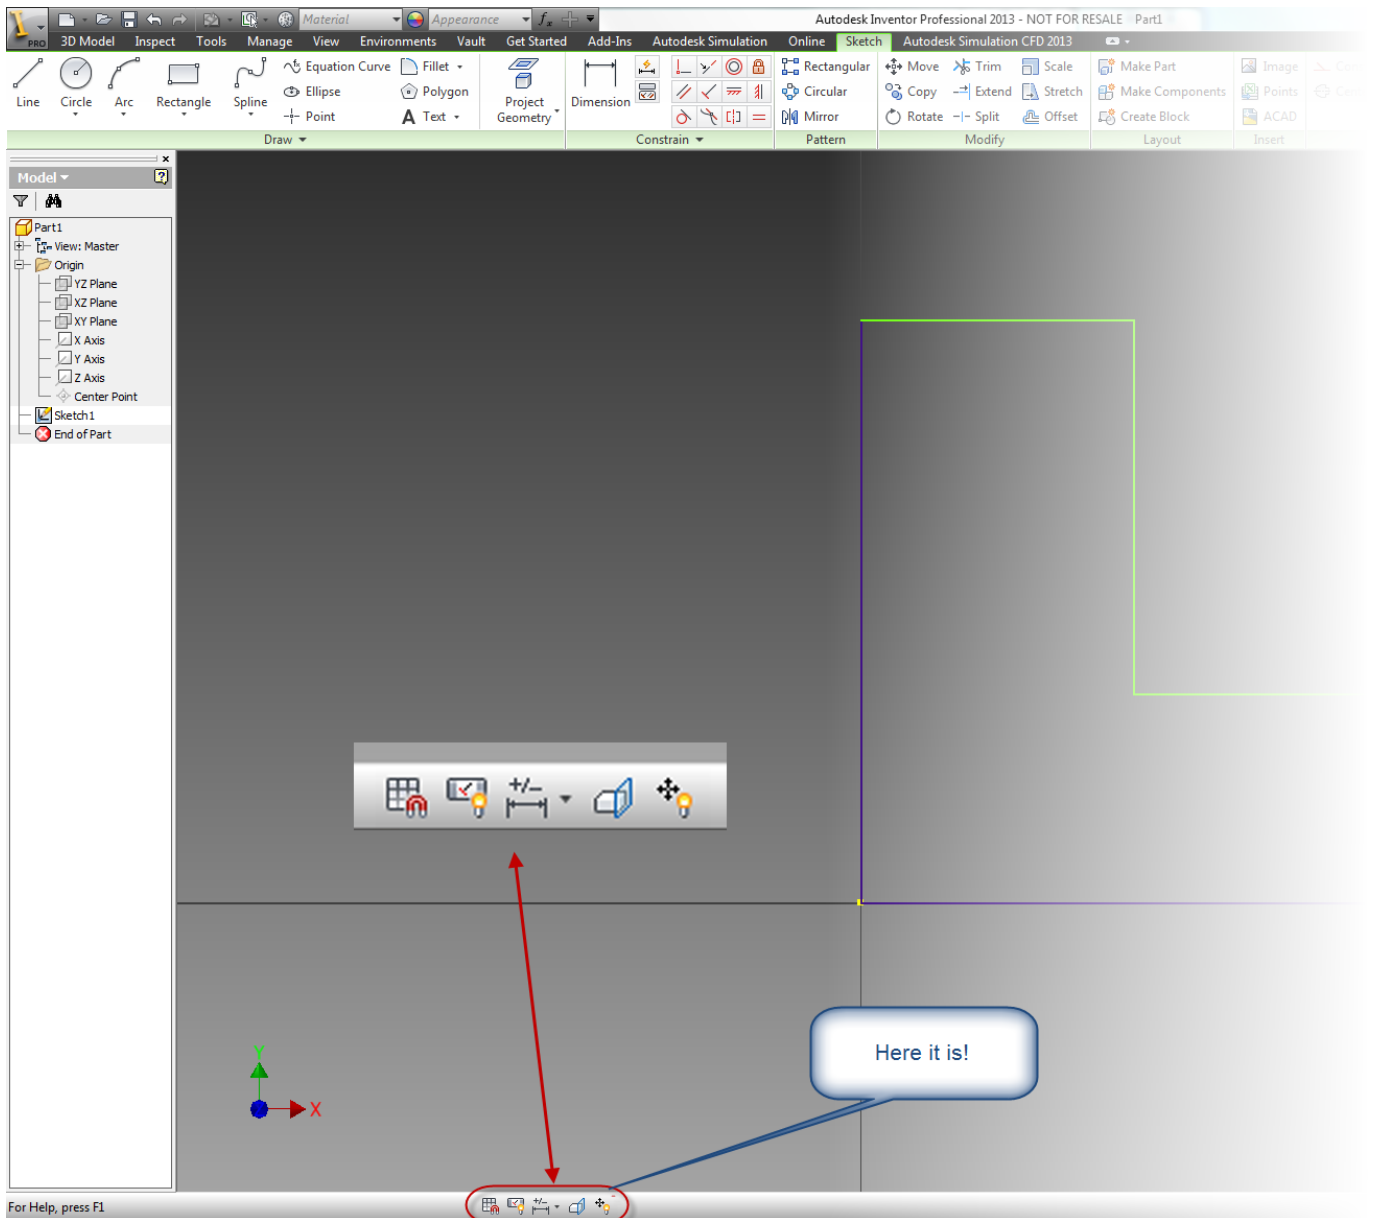 Material
Appearance
Autodesk Inventor Professional 2013 - NOT FOR RESALE Part1
PRO
3D Model Inspect Tools Manage View Environments Vault Get Started Add-Ins Autodesk Simulation Online Sketch Autodesk Simulation CFD 2013
Equation Curve Fillet Rectangular Move Trim Scale Make Part Image
Line Circle Arc Rectangle Spline Ellipse Polygon Project Geometry Dimension Circular Copy Extend Stretch Make Components Points
Point Text Mirror Rotate Split Offset Create Block ACAD
Draw Constrain Pattern Modify Layout Insert
Model
Part1
View: Master
Origin
YZ Plane
XZ Plane
XY Plane
X Axis
Y Axis
Z Axis
Center Point
Sketch1
End of Part
+/-
Here it is!
Y
X
+/-
For Help, press F1